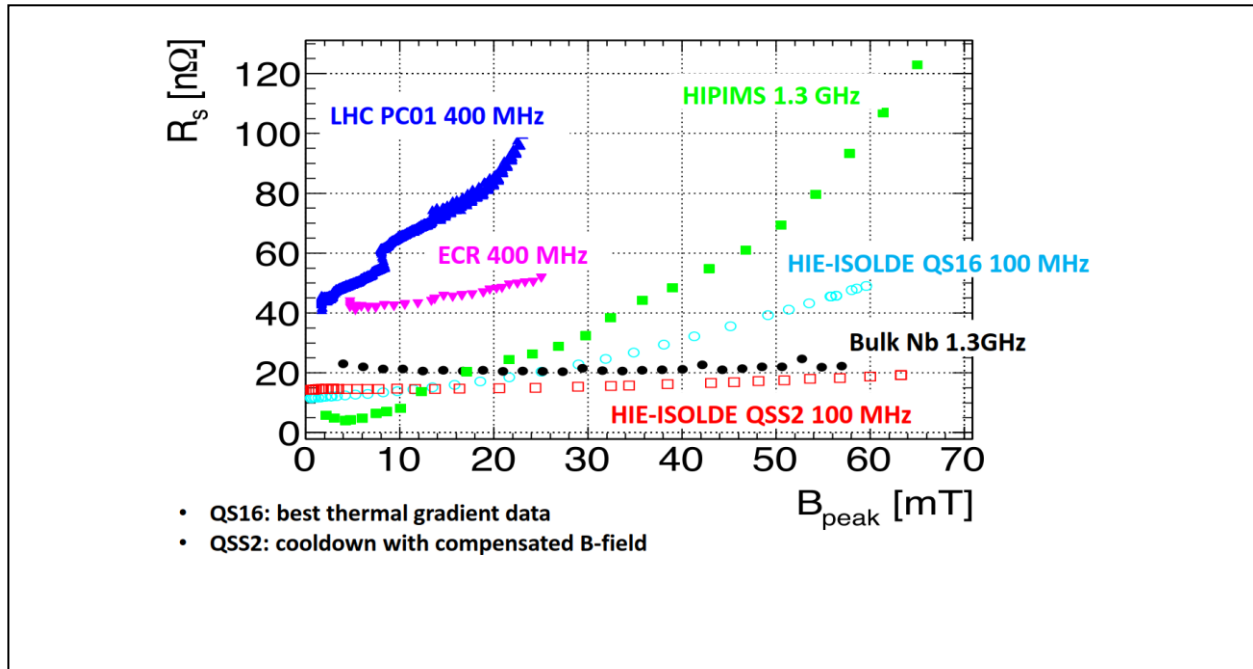 R_s [nΩ]
120
100
80
60
40
20
0
LHC PC01 400 MHz
HIPIMS 1.3 GHz
ECR 400 MHz
HIE-ISOLDE QS16 100 MHz
Bulk Nb 1.3GHz
HIE-ISOLDE QSS2 100 MHz
0 10 20 30 40 50 60 70
B_peak [mT]
• QS16: best thermal gradient data
• QSS2: cooldown with compensated B-field